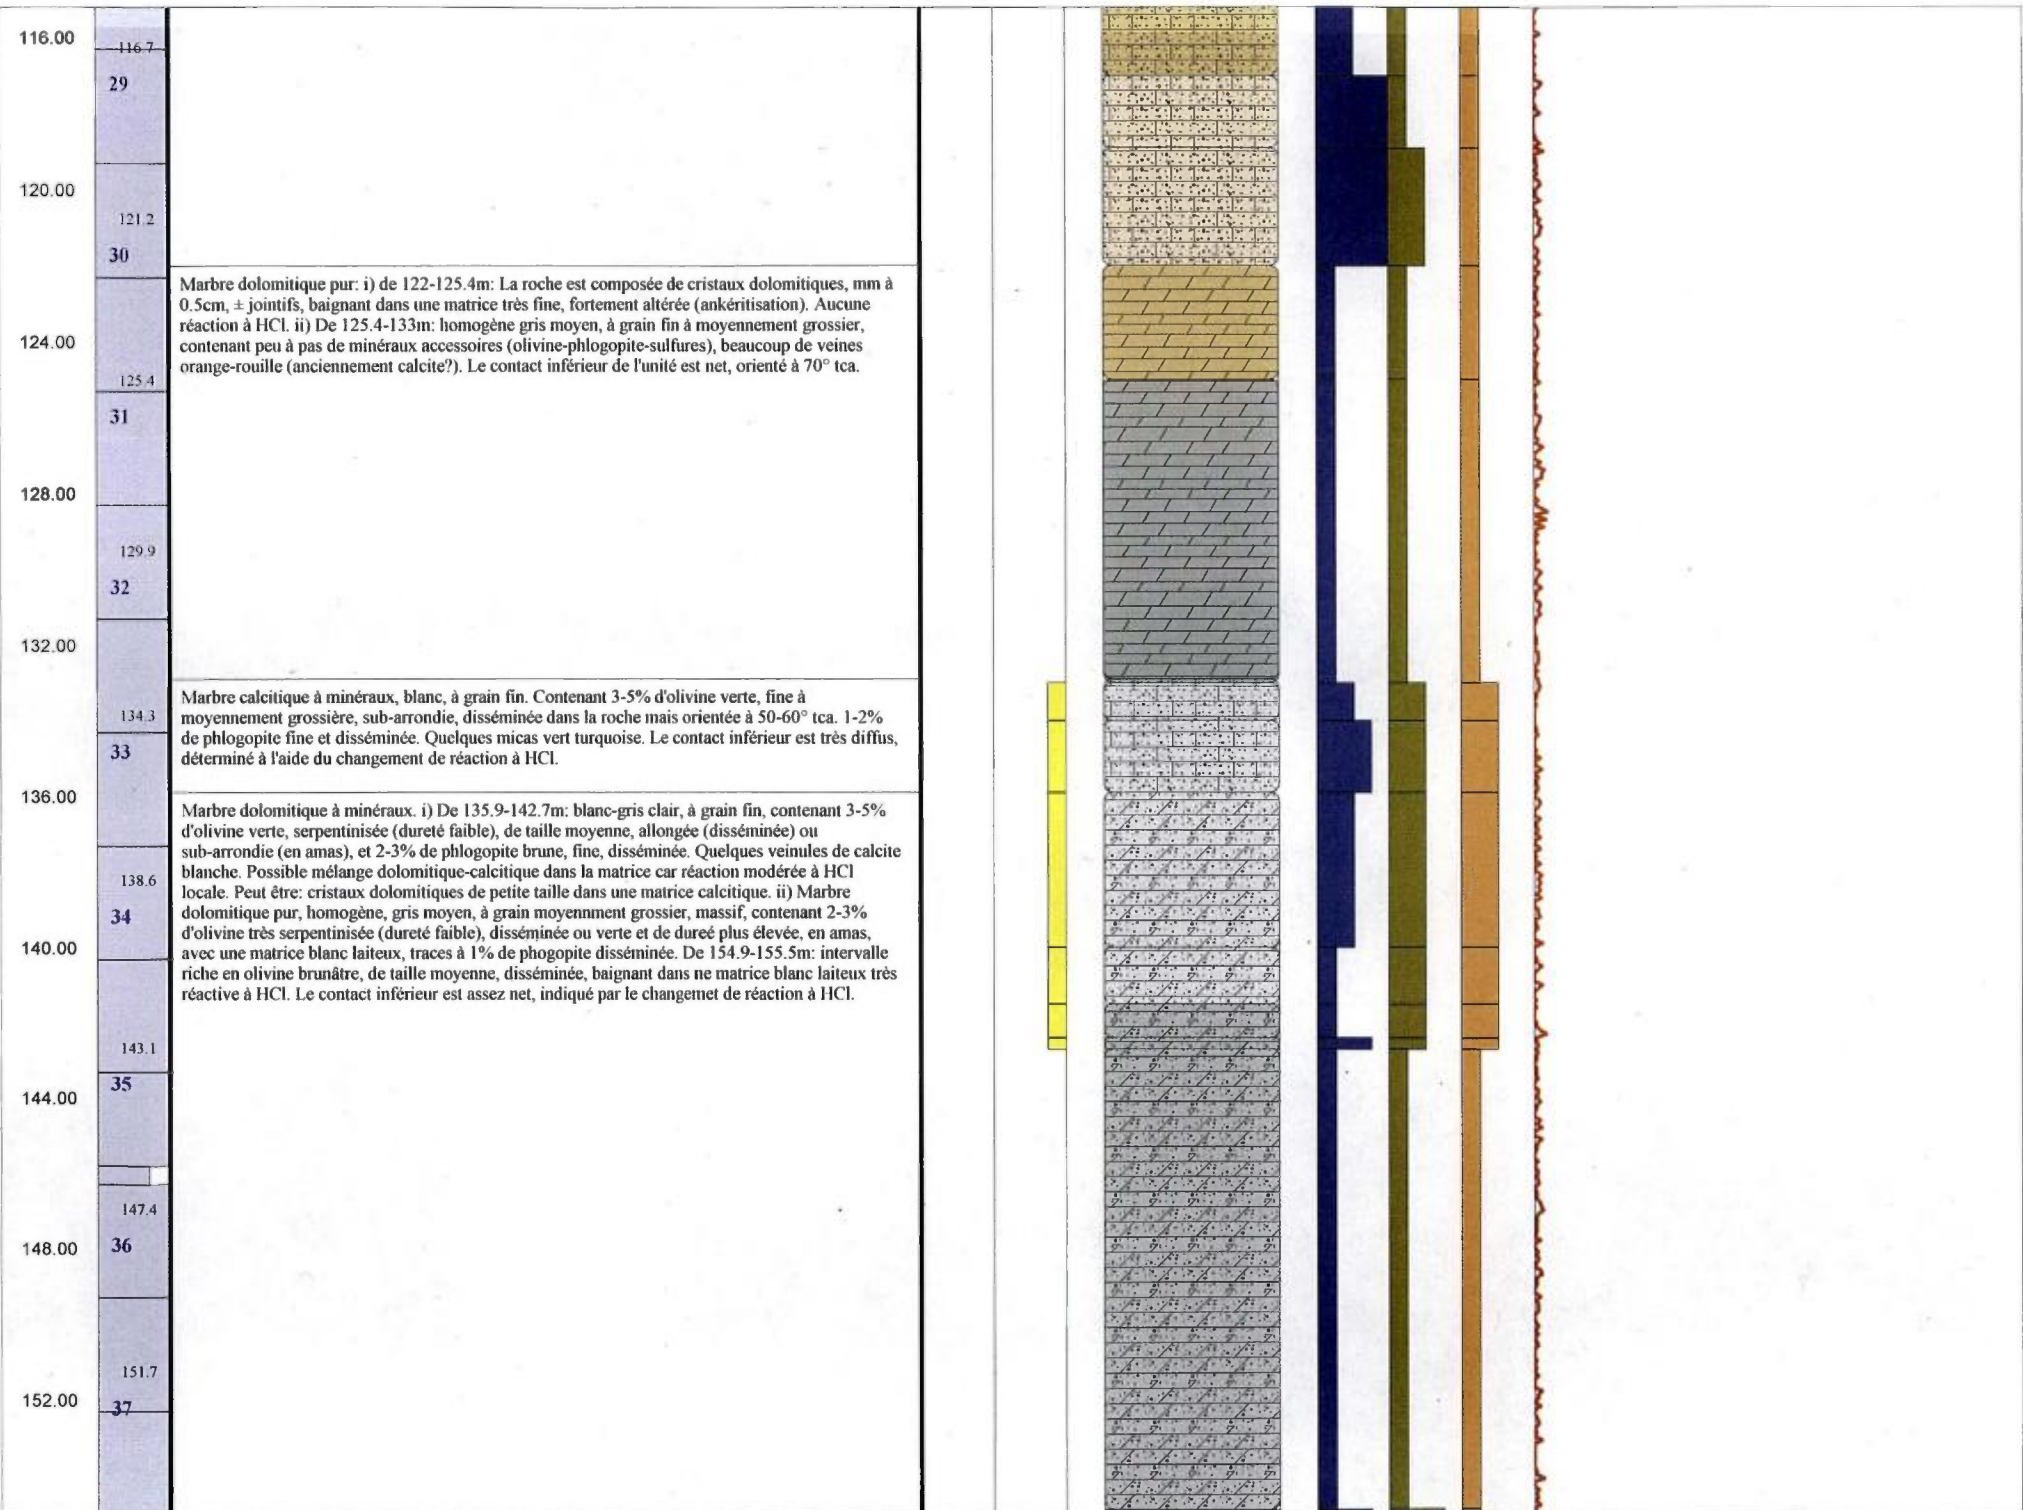 116.00
116.7
29
120.00
121.2
30
Marbre dolomitique pur: i) de 122-125.4m: La roche est composée de cristaux dolomitiques, mm à
0.5cm, ± jointifs, baignant dans une matrice très fine, fortement altérée (ankéritisation). Aucune
réaction à HCl. ii) De 125.4-133m: homogène gris moyen, à grain fin à moyennement grossier,
contenant peu à pas de minéraux accessoires (olivine-phlogopite-sulfures), beaucoup de veines
orange-rouille (anciennement calcite?). Le contact inférieur de l'unité est net, orienté à 70° tca.
124.00
125.4
31
128.00
129.9
32
132.00
Marbre calcitique à minéraux, blanc, à grain fin. Contenant 3-5% d'olivine verte, fine à
moyennement grossière, sub-arrondie, disséminée dans la roche mais orientée à 50-60° tca. 1-2%
de phlogopite fine et disséminée. Quelques micas vert turquoise. Le contact inférieur est très diffus,
déterminé à l'aide du changement de réaction à HCl.
134.3
33
136.00
Marbre dolomitique à minéraux. i) De 135.9-142.7m: blanc-gris clair, à grain fin, contenant 3-5%
d'olivine verte, serpentinisée (dureté faible), de taille moyenne, allongée (disséminée) ou
sub-arrondie (en amas), et 2-3% de phlogopite brune, fine, disséminée. Quelques veinules de calcite
blanche. Possible mélange dolomitique-calcitique dans la matrice car réaction modérée à HCl
locale. Peut être: cristaux dolomitiques de petite taille dans une matrice calcitique. ii) Marbre
dolomitique pur, homogène, gris moyen, à grain moyennment grossier, massif, contenant 2-3%
d'olivine très serpentinisée (dureté faible), disséminée ou verte et de dureé plus élevée, en amas,
avec une matrice blanc laiteux, traces à 1% de phogopite disséminée. De 154.9-155.5m: intervalle
riche en olivine brunâtre, de taille moyenne, disséminée, baignant dans ne matrice blanc laiteux très
réactive à HCl. Le contact inférieur est assez net, indiqué par le changemet de réaction à HCl.
138.6
34
140.00
143.1
35
144.00
147.4
36
148.00
151.7
152.00
37